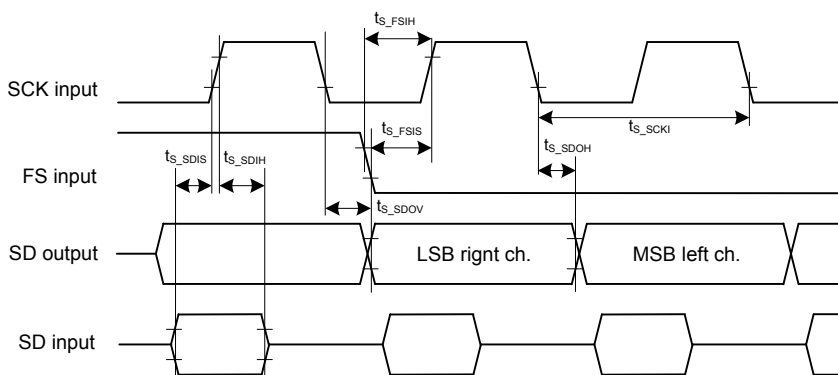 t_S_FSIH
SCK input
t_S_FSIS
t_S_SCKI
t_S_SDIS
t_S_SDIH
t_S_SDOH
FS input
t_S_SDOV
SD output
LSB rignt ch.
MSB left ch.
SD input